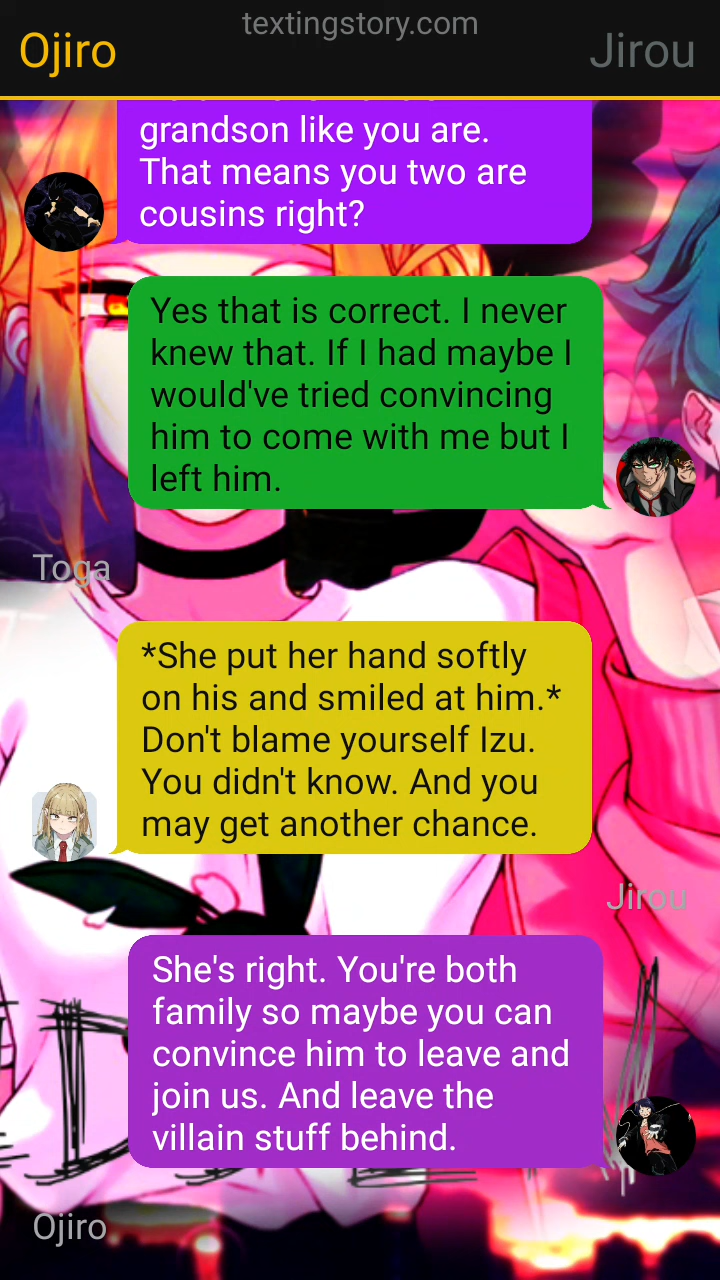 textingstory.com
Ojiro
Jirou
grandson like you are.
That means you two are
cousins right?
Yes that is correct. I never
knew that. If I had maybe I
would've tried convincing
him to come with me but I
left him.
Toga
*She put her hand softly
on his and smiled at him.*
Don't blame yourself Izu.
You didn't know. And you
may get another chance.
Jirou
She's right. You're both
family so maybe you can
convince him to leave and
join us. And leave the
villain stuff behind.
Ojiro